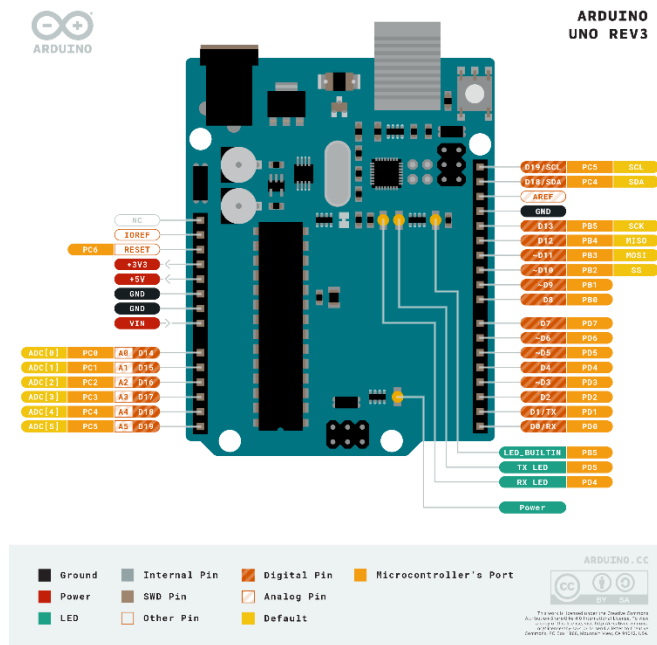 ARDUINO
ARDUINO
UNO REV3
NC
IOREF
PC6 RESET
+3V3
+5V
GND
GND
VIN
ADC[0] PC0 A0 D14
ADC[1] PC1 A1 D15
ADC[2] PC2 A2 D16
ADC[3] PC3 A3 D17
ADC[4] PC4 A4 D18
ADC[5] PC5 A5 D19
D19/SCL PC5 SCL
D18/SDA PC4 SDA
AREF
GND
~D13 PB5 SCK
D12 PB4 MISO
~D11 PB3 MOSI
~D10 PB2 SS
~D9 PB1
D8 PB0
D7 PD7
~D6 PD6
~D5 PD5
D4 PD4
~D3 PD3
D2 PD2
D1/TX PD1
D0/RX PD0
LED_BUILTIN PB5
TX LED PD5
RX LED PD4
Power
Ground
Internal Pin
Digital Pin
Microcontroller's Port
Power
SWD Pin
Analog Pin
LED
Other Pin
Default
ARDUINO.CC
CC
BY SA